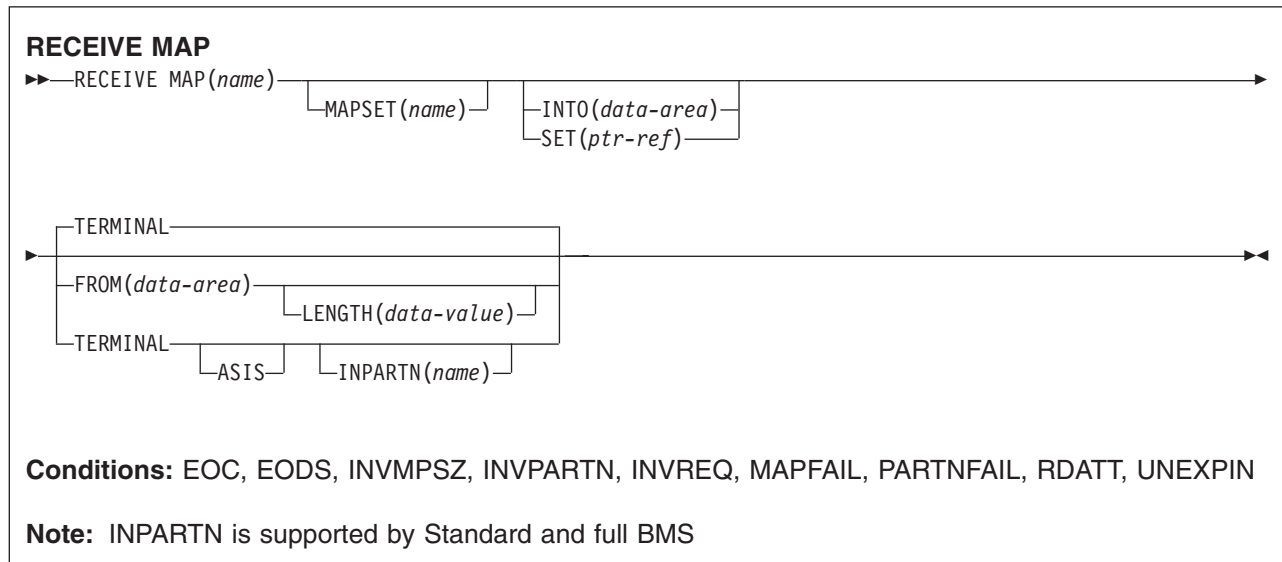 RECEIVE MAP
RECEIVE MAP(name)
MAPSET(name)
INTO(data-area)
SET(ptr-ref)
TERMINAL
FROM(data-area)
LENGTH(data-value)
TERMINAL
ASIS
INPARTN(name)
Conditions: EOC, EODS, INVMPSZ, INVPARTN, INVREQ, MAPFAIL, PARTNFAIL, RDATT, UNEXPIN
Note: INPARTN is supported by Standard and full BMS